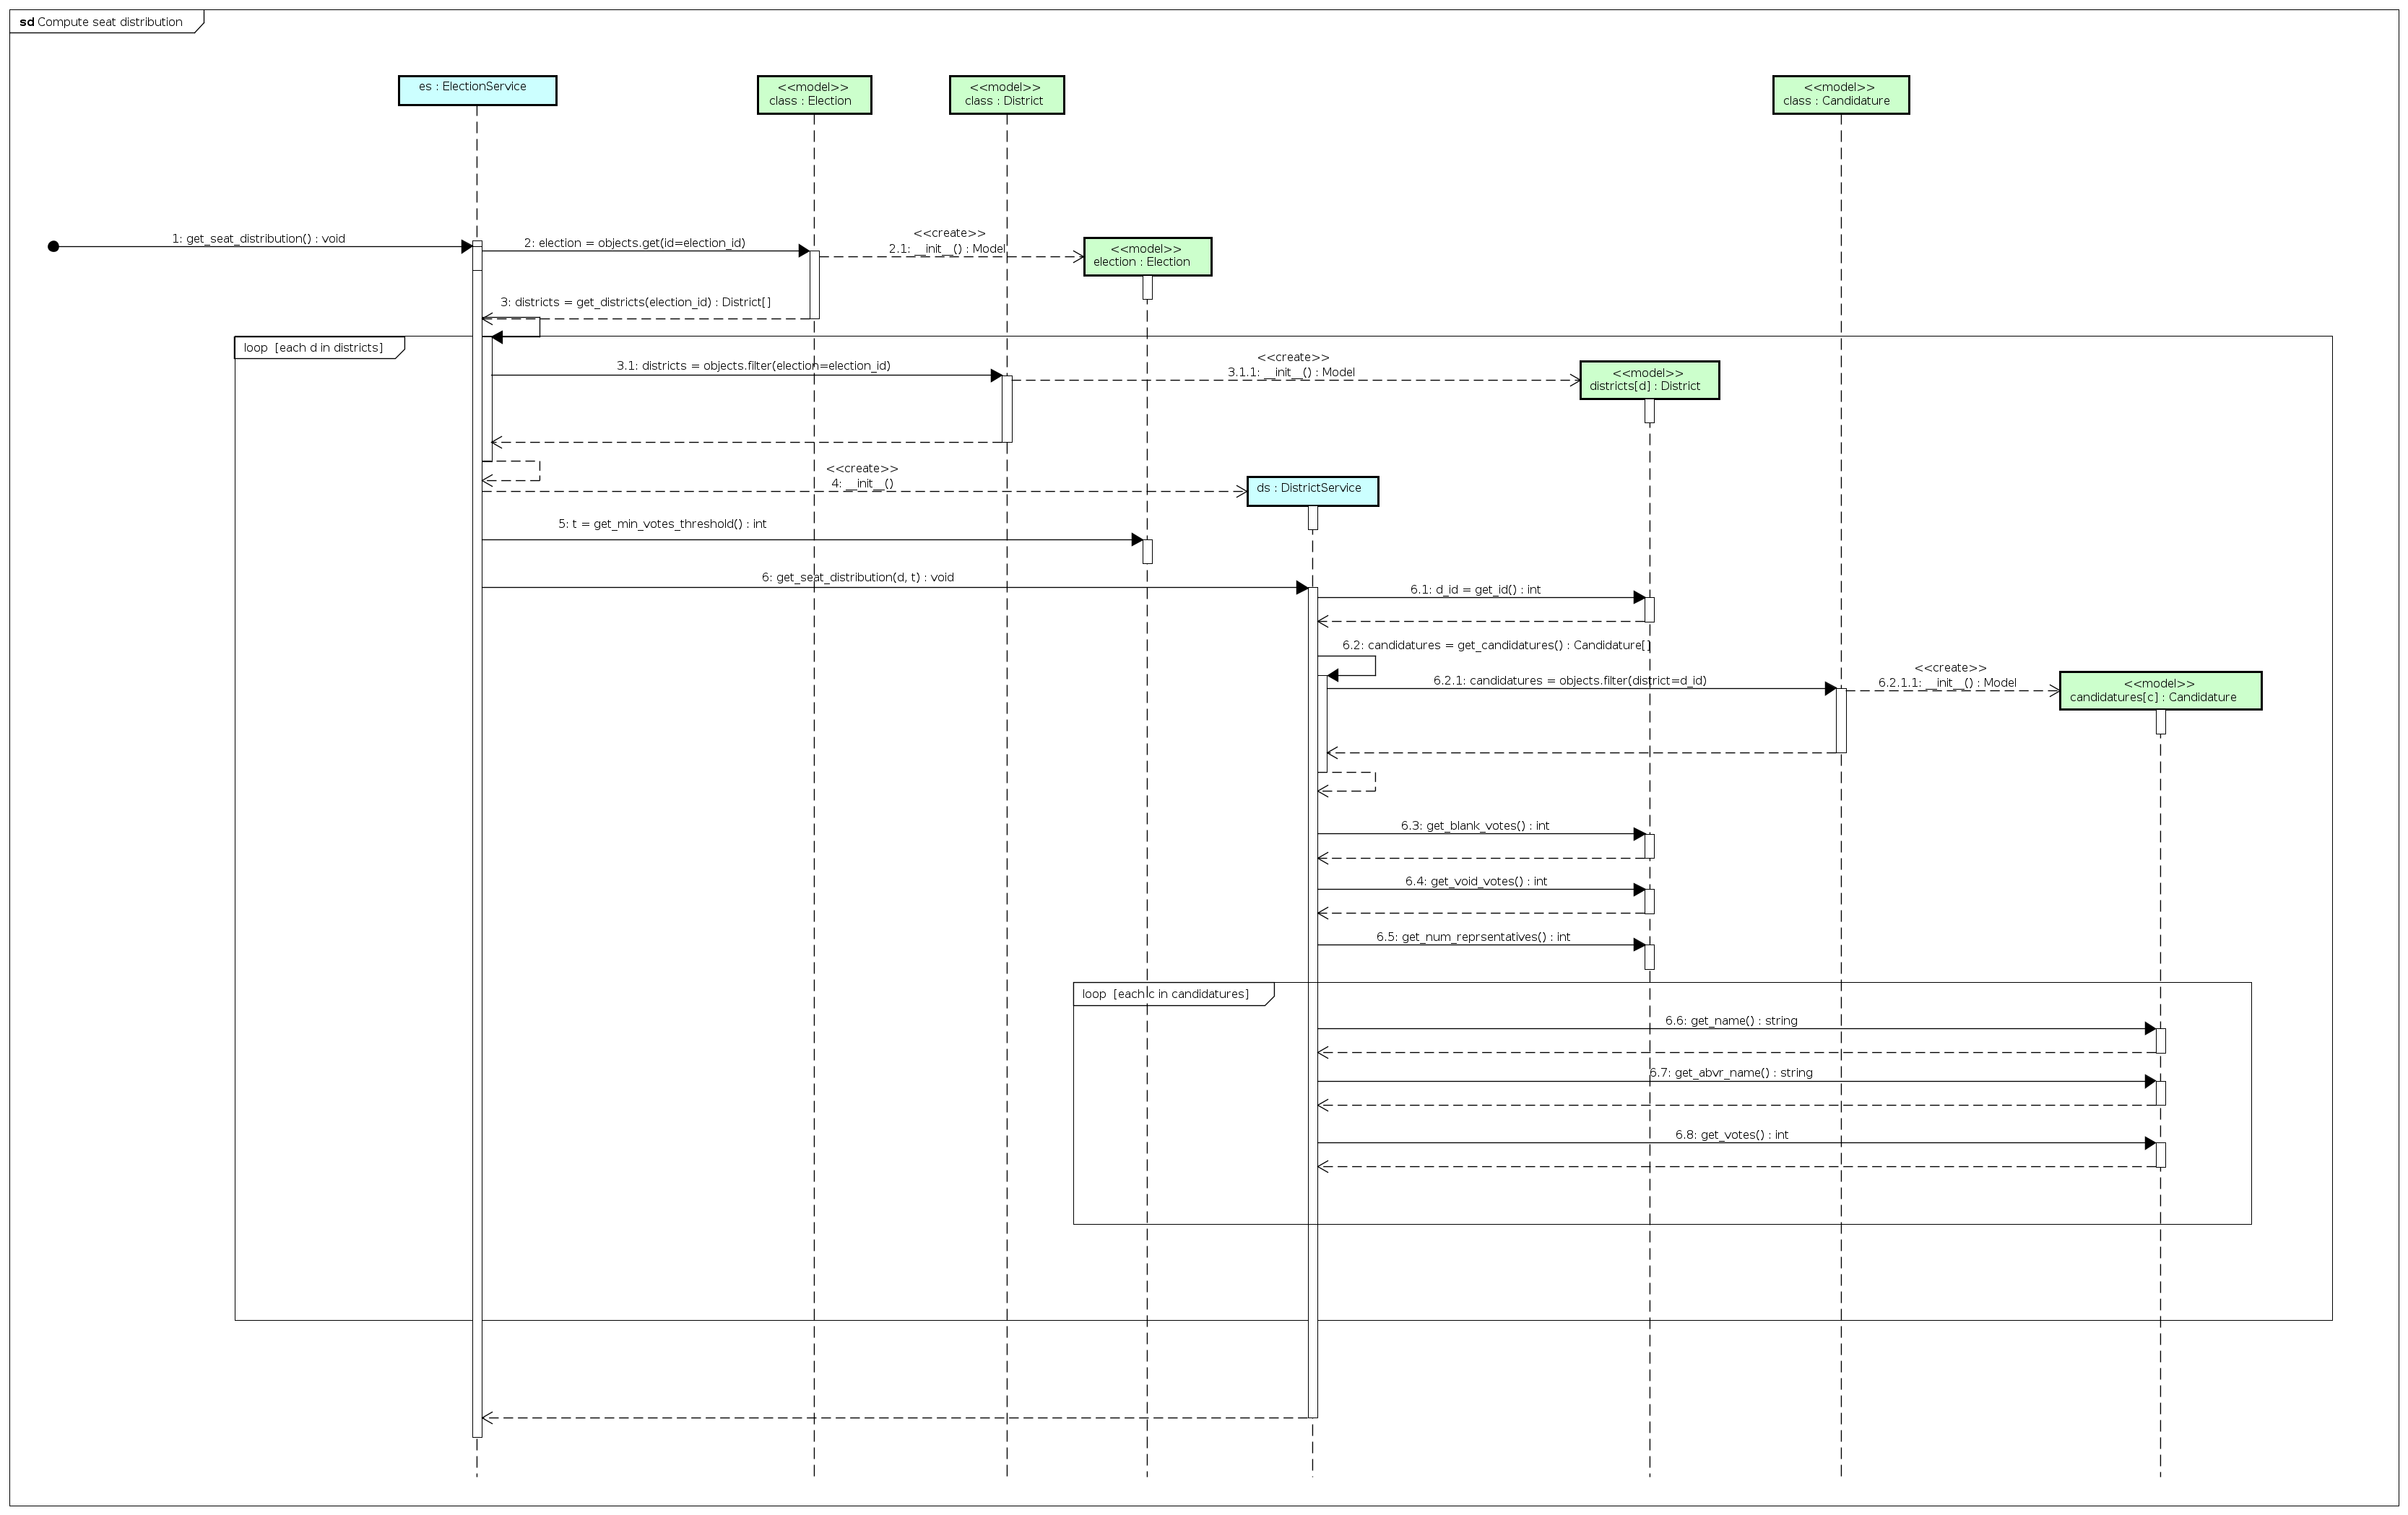 sd Compute seat distribution
es : ElectionService
<<model>>
class : Election
<<model>>
class : District
<<model>>
class : Candidature
1: get_seat_distribution() : void
2: election = objects.get(id=election_id)
<<create>>
2.1: __init__() : Model
<<model>>
election : Election
3: districts = get_districts(election_id) : District[]
loop [each d in districts]
3.1: districts = objects.filter(election=election_id)
<<create>>
3.1.1: __init__() : Model
<<model>>
districts[d] : District
<<create>>
4: __init__()
ds : DistrictService
5: t = get_min_votes_threshold() : int
6: get_seat_distribution(d, t) : void
6.1: d_id = get_id() : int
6.2: candidatures = get_candidatures() : Candidature[]
6.2.1: candidatures = objects.filter(district=d_id)
<<create>>
6.2.1.1: __init__() : Model
<<model>>
candidatures[c] : Candidature
6.3: get_blank_votes() : int
6.4: get_void_votes() : int
6.5: get_num_reprsentatives() : int
loop [each c in candidatures]
6.6: get_name() : string
6.7: get_abvr_name() : string
6.8: get_votes() : int